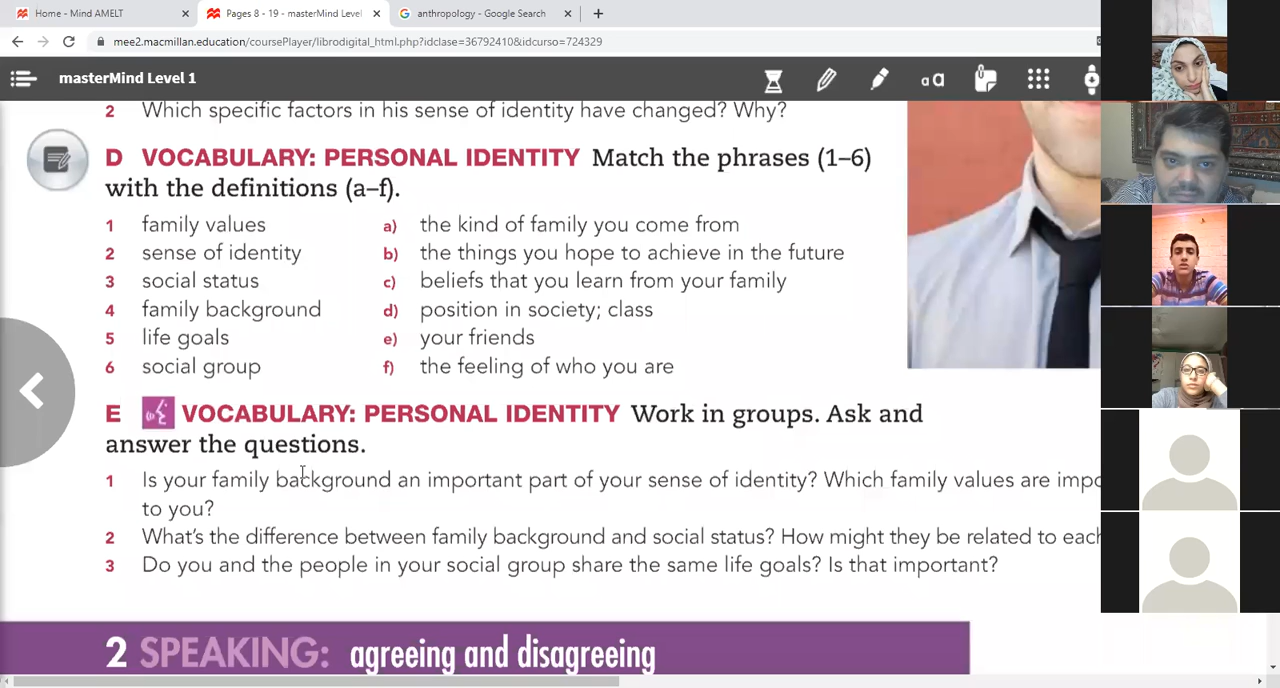 Home - Mind AMELT
Pages 8 - 19 - masterMind Level
anthropology - Google Search
mee2.macmillan.education/coursePlayer/librodigital_html.php?idclase=36792410&idcurso=724329
masterMind Level 1
a A
2 Which specific factors in his sense of identity have changed? Why?
D VOCABULARY: PERSONAL IDENTITY Match the phrases (1–6)
with the definitions (a–f).
1 family values a) the kind of family you come from
2 sense of identity b) the things you hope to achieve in the future
3 social status c) beliefs that you learn from your family
4 family background d) position in society; class
5 life goals e) your friends
6 social group f) the feeling of who you are
E VOCABULARY: PERSONAL IDENTITY Work in groups. Ask and
answer the questions.
1 Is your family background an important part of your sense of identity? Which family values are impo
to you?
2 What's the difference between family background and social status? How might they be related to each
3 Do you and the people in your social group share the same life goals? Is that important?
2 SPEAKING: agreeing and disagreeing